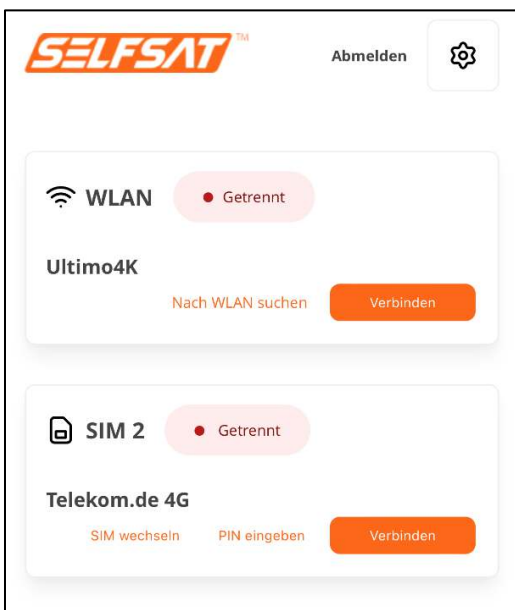 SELFSAT™ Abmelden
WLAN Getrennt
Ultimo4K
Nach WLAN suchen Verbinden
SIM 2 Getrennt
Telekom.de 4G
SIM wechseln PIN eingeben Verbinden